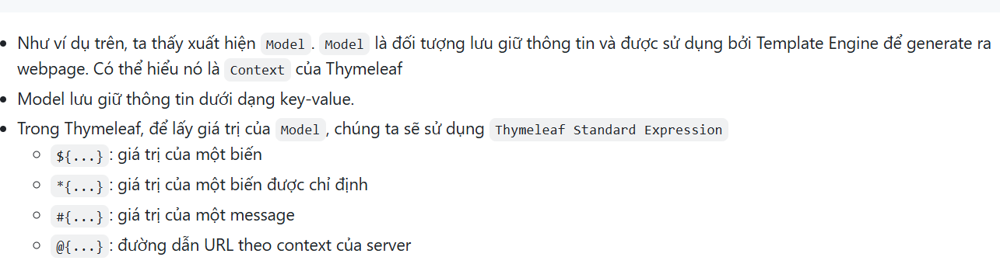 Như ví dụ trên, ta thấy xuất hiện Model. Model là đối tượng lưu giữ thông tin và được sử dụng bởi Template Engine để generate ra
webpage. Có thể hiểu nó là Context của Thymeleaf
Model lưu giữ thông tin dưới dạng key-value.
Trong Thymeleaf, để lấy giá trị của Model, chúng ta sẽ sử dụng Thymeleaf Standard Expression
${...}: giá trị của một biến
*{...}: giá trị của một biến được chỉ định
#{...}: giá trị của một message
@{...}: đường dẫn URL theo context của server